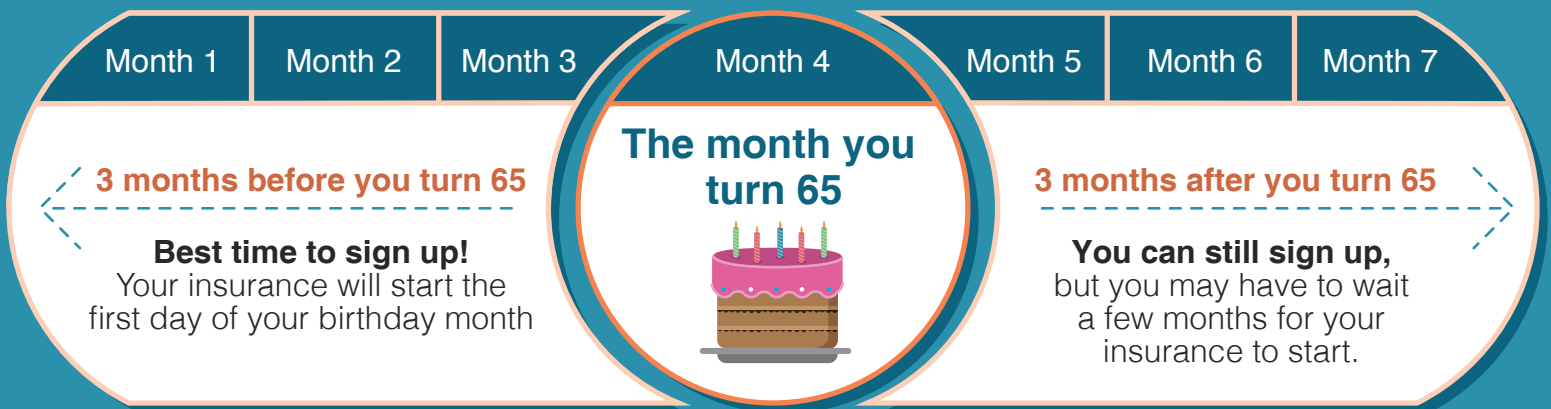 Month 1
Month 2
Month 3
Month 4
Month 5
Month 6
Month 7
3 months before you turn 65
Best time to sign up!
Your insurance will start the
first day of your birthday month
The month you
turn 65
3 months after you turn 65
You can still sign up,
but you may have to wait
a few months for your
insurance to start.